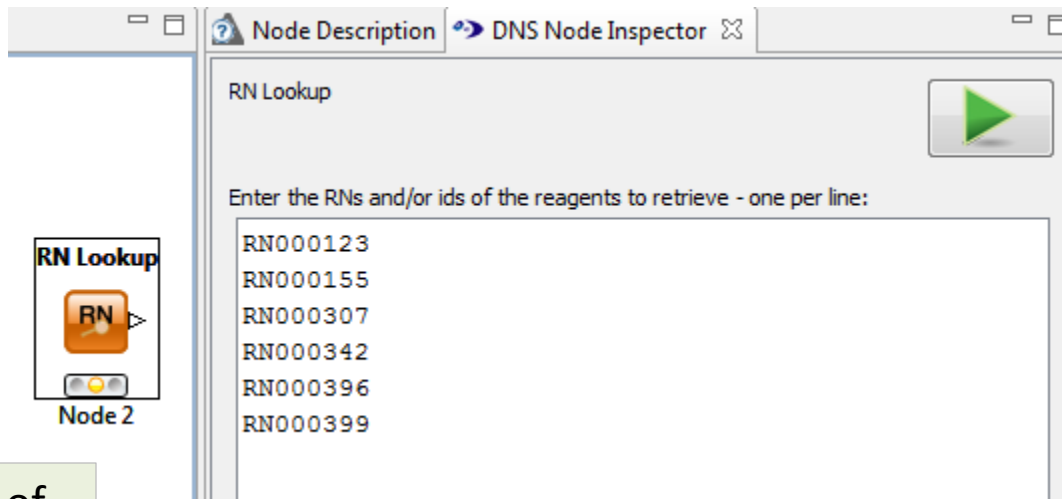 Node Description
DNS Node Inspector
RN Lookup
Enter the RNs and/or ids of the reagents to retrieve - one per line:
RN000123
RN000155
RN000307
RN000342
RN000396
RN000399
RN Lookup
RN
Node 2
of